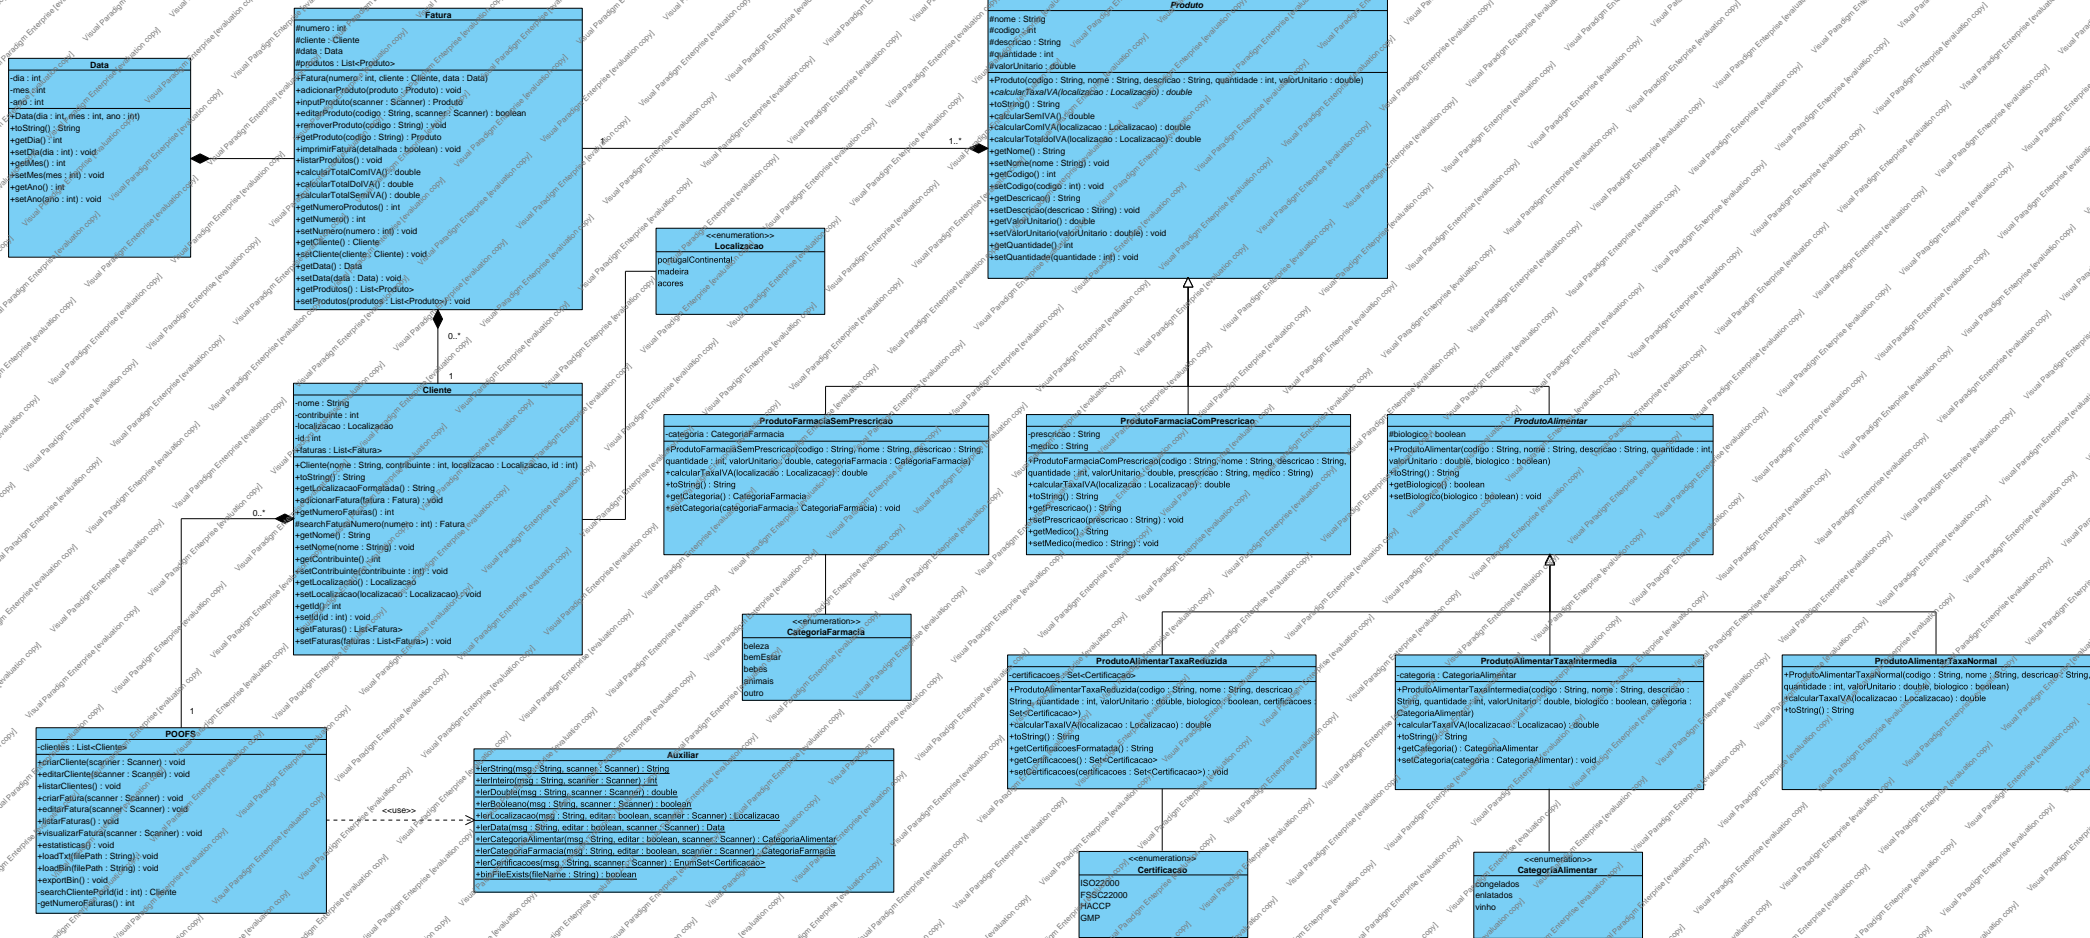 Data
-dia : int
-mes : int
-ano : int
+Data(dia : int, mes : int, ano : int)
+toString() : String
+getDia() : int
+setDia(dia : int) : void
+getMes() : int
+setMes(mes : int) : void
+getAno() : int
+setAno(ano : int) : void
Fatura
#numero : int
#cliente : Cliente
#data : Data
#produtos : List<Produto>
+Fatura(numero : int, cliente : Cliente, data : Data)
+adicionarProduto(produto : Produto) : void
+inputProduto(scanner : Scanner) : Produto
+editarProduto(codigo : String, scanner : Scanner) : boolean
+removerProduto(codigo : String) : void
+getProduto(codigo : String) : Produto
+imprimirFatura(detalhada : boolean) : void
+listarProdutos() : void
+calcularTotalComIVA() : double
+calcularTotalDoIVA() : double
+calcularTotalSemIVA() : double
+getNumeroProdutos() : int
+getNumero() : int
+setNumero(numero : int) : void
+getCliente() : Cliente
+setCliente(cliente : Cliente) : void
+getData() : Data
+setData(data : Data) : void
+getProdutos() : List<Produto>
+setProdutos(produtos : List<Produto>) : void
1..*
Produto
#nome : String
#codigo : int
#descricao : String
#quantidade : int
#valorUnitario : double
+Produto(codigo : String, nome : String, descricao : String, quantidade : int, valorUnitario : double)
+calcularTaxaIVA(localizacao : Localizacao) : double
+toString() : String
+calcularSemIVA() : double
+calcularComIVA(localizacao : Localizacao) : double
+calcularTotaldoIVA(localizacao : Localizacao) : double
+getNome() : String
+setNome(nome : String) : void
+getCodigo() : int
+setCodigo(codigo : int) : void
+getDescricao() : String
+setDescricao(descricao : String) : void
+getValorUnitario() : double
+setValorUnitario(valorUnitario : double) : void
+getQuantidade() : int
+setQuantidade(quantidade : int) : void
<<enumeration>>
Localizacao
portugalContinental
madeira
acores
0..*
1
Cliente
-nome : String
-contribuinte : int
-localizacao : Localizacao
-id : int
-faturas : List<Fatura>
+Cliente(nome : String, contribuinte : int, localizacao : Localizacao, id : int)
+toString() : String
+getLocalizacaoFormatada() : String
+adicionarFatura(fatura : Fatura) : void
+getNumeroFaturas() : int
#searchFaturaNumero(numero : int) : Fatura
+getNome() : String
+setNome(nome : String) : void
+getContribuinte() : int
+setContribuinte(contribuinte : int) : void
+getLocalizacao() : Localizacao
+setLocalizacao(localizacao : Localizacao) : void
+getId() : int
+setId(id : int) : void
+getFaturas() : List<Fatura>
+setFaturas(faturas : List<Fatura>) : void
0..*
1
ProdutoFarmaciaSemPrescricao
-categoria : CategoriaFarmacia
+ProdutoFarmaciaSemPrescricao(codigo : String, nome : String, descricao : String,
quantidade : int, valorUnitario : double, categoriaFarmacia : CategoriaFarmacia)
+calcularTaxaIVA(localizacao : Localizacao) : double
+toString() : String
+getCategoria() : CategoriaFarmacia
+setCategoria(categoriaFarmacia : CategoriaFarmacia) : void
ProdutoFarmaciaComPrescricao
-prescricao : String
-medico : String
+ProdutoFarmaciaComPrescricao(codigo : String, nome : String, descricao : String,
quantidade : int, valorUnitario : double, prescricao : String, medico : String)
+calcularTaxaIVA(localizacao : Localizacao) : double
+toString() : String
+getPrescricao() : String
+setPrescricao(prescricao : String) : void
+getMedico() : String
+setMedico(medico : String) : void
ProdutoAlimentar
#biologico : boolean
+ProdutoAlimentar(codigo : String, nome : String, descricao : String, quantidade : int,
valorUnitario : double, biologico : boolean)
+toString() : String
+getBiologico() : boolean
+setBiologico(biologico : boolean) : void
<<enumeration>>
CategoriaFarmacia
beleza
bemEstar
bebes
animais
outro
ProdutoAlimentarTaxaReduzida
-certificacoes : Set<Certificacao>
+ProdutoAlimentarTaxaReduzida(codigo : String, nome : String, descricao :
String, quantidade : int, valorUnitario : double, biologico : boolean, certificacoes :
Set<Certificacao>)
+calcularTaxaIVA(localizacao : Localizacao) : double
+toString() : String
+getCertificacoesFormatada() : String
+getCertificacoes() : Set<Certificacao>
+setCertificacoes(certificacoes : Set<Certificacao>) : void
ProdutoAlimentarTaxaIntermedia
-categoria : CategoriaAlimentar
+ProdutoAlimentarTaxaIntermedia(codigo : String, nome : String, descricao :
String, quantidade : int, valorUnitario : double, biologico : boolean, categoria :
CategoriaAlimentar)
+calcularTaxaIVA(localizacao : Localizacao) : double
+toString() : String
+getCategoria() : CategoriaAlimentar
+setCategoria(categoria : CategoriaAlimentar) : void
ProdutoAlimentarTaxaNormal
+ProdutoAlimentarTaxaNormal(codigo : String, nome : String, descricao : String,
quantidade : int, valorUnitario : double, biologico : boolean)
+calcularTaxaIVA(localizacao : Localizacao) : double
+toString() : String
POOFS
-clientes : List<Cliente>
+criarCliente(scanner : Scanner) : void
+editarCliente(scanner : Scanner) : void
+listarClientes() : void
+criarFatura(scanner : Scanner) : void
+editarFatura(scanner : Scanner) : void
+listarFaturas() : void
+visualizarFatura(scanner : Scanner) : void
+estatisticas() : void
+loadTxt(filePath : String) : void
+loadBin(filePath : String) : void
+exportBin() : void
-searchClientePorId(id : int) : Cliente
-getNumeroFaturas() : int
<<use>>
Auxiliar
+lerString(msg : String, scanner : Scanner) : String
+lerInteiro(msg : String, scanner : Scanner) : int
+lerDouble(msg : String, scanner : Scanner) : double
+lerBooleano(msg : String, scanner : Scanner) : boolean
+lerLocalizacao(msg : String, editar : boolean, scanner : Scanner) : Localizacao
+lerData(msg : String, editar : boolean, scanner : Scanner) : Data
+lerCategoriaAlimentar(msg : String, editar : boolean, scanner : Scanner) : CategoriaAlimentar
+lerCategoriaFarmacia(msg : String, editar : boolean, scanner : Scanner) : CategoriaFarmacia
+lerCertificacoes(msg : String, scanner : Scanner) : EnumSet<Certificacao>
+binFileExists(fileName : String) : boolean
<<enumeration>>
Certificacao
ISO22000
FSSC22000
HACCP
GMP
<<enumeration>>
CategoriaAlimentar
congelados
enlatados
vinho
Visual Paradigm Enterprise [evaluation copy]